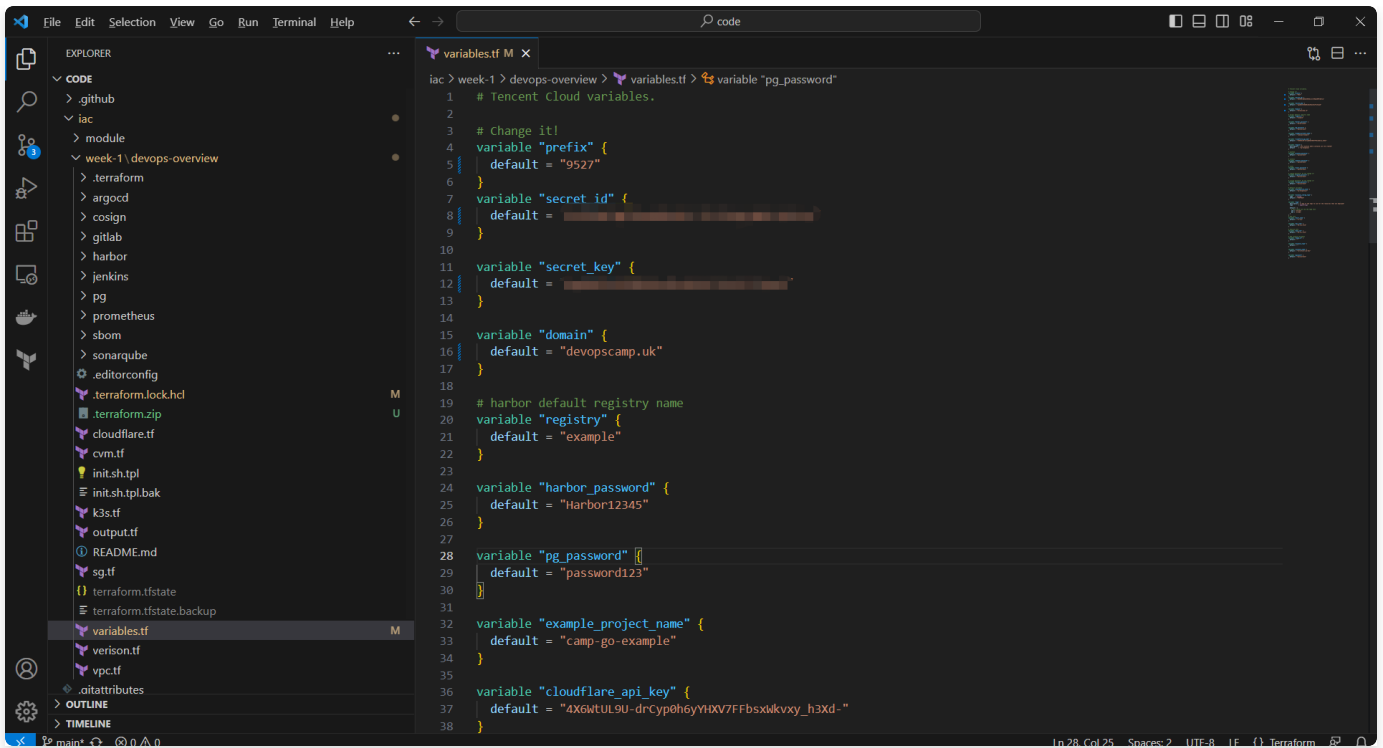 File Edit Selection View Go Run Terminal Help
code
EXPLORER
variables.tf M
CODE
iac > week-1 > devops-overview > variables.tf > variable "pg_password"
.github
iac
module
week-1\devops-overview
.terraform
argocd
cosign
gitlab
harbor
jenkins
pg
prometheus
sbom
sonarqube
.editorconfig
.terraform.lock.hcl M
.terraform.zip U
cloudflare.tf
cvm.tf
init.sh.tpl
init.sh.tpl.bak
k3s.tf
output.tf
README.md
sg.tf
terraform.tfstate
terraform.tfstate.backup
variables.tf M
verison.tf
vpc.tf
.gitattributes
OUTLINE
TIMELINE
3
1 # Tencent Cloud variables.
2
3 # Change it!
4 variable "prefix" {
5 default = "9527"
6 }
7 variable "secret_id" {
8 default =
9 }
10
11 variable "secret_key" {
12 default =
13 }
14
15 variable "domain" {
16 default = "devopscamp.uk"
17 }
18
19 # harbor default registry name
20 variable "registry" {
21 default = "example"
22 }
23
24 variable "harbor_password" {
25 default = "Harbor12345"
26 }
27
28 variable "pg_password" {
29 default = "password123"
30 }
31
32 variable "example_project_name" {
33 default = "camp-go-example"
34 }
35
36 variable "cloudflare_api_key" {
37 default = "4X6WtUL9U-drCyp0h6yYHXV7FFbsxWkvxy_h3Xd-"
38 }
main* 0 0
Ln 28, Col 25 Spaces: 2 UTF-8 LF {} Terraform